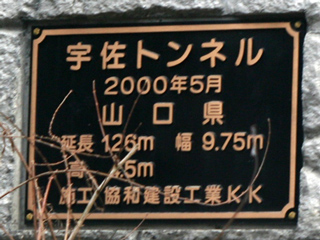 宇佐トンネル
2000年5月
山口県
延長 126m 幅 9.75m
高 .5m
施工 協和建設工業KK